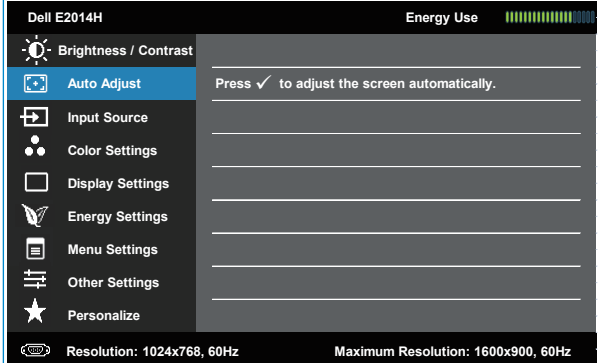 Dell E2014H Energy Use
Brightness / Contrast
Auto Adjust Press ✓ to adjust the screen automatically.
Input Source
Color Settings
Display Settings
Energy Settings
Menu Settings
Other Settings
Personalize
Resolution: 1024x768, 60Hz Maximum Resolution: 1600x900, 60Hz